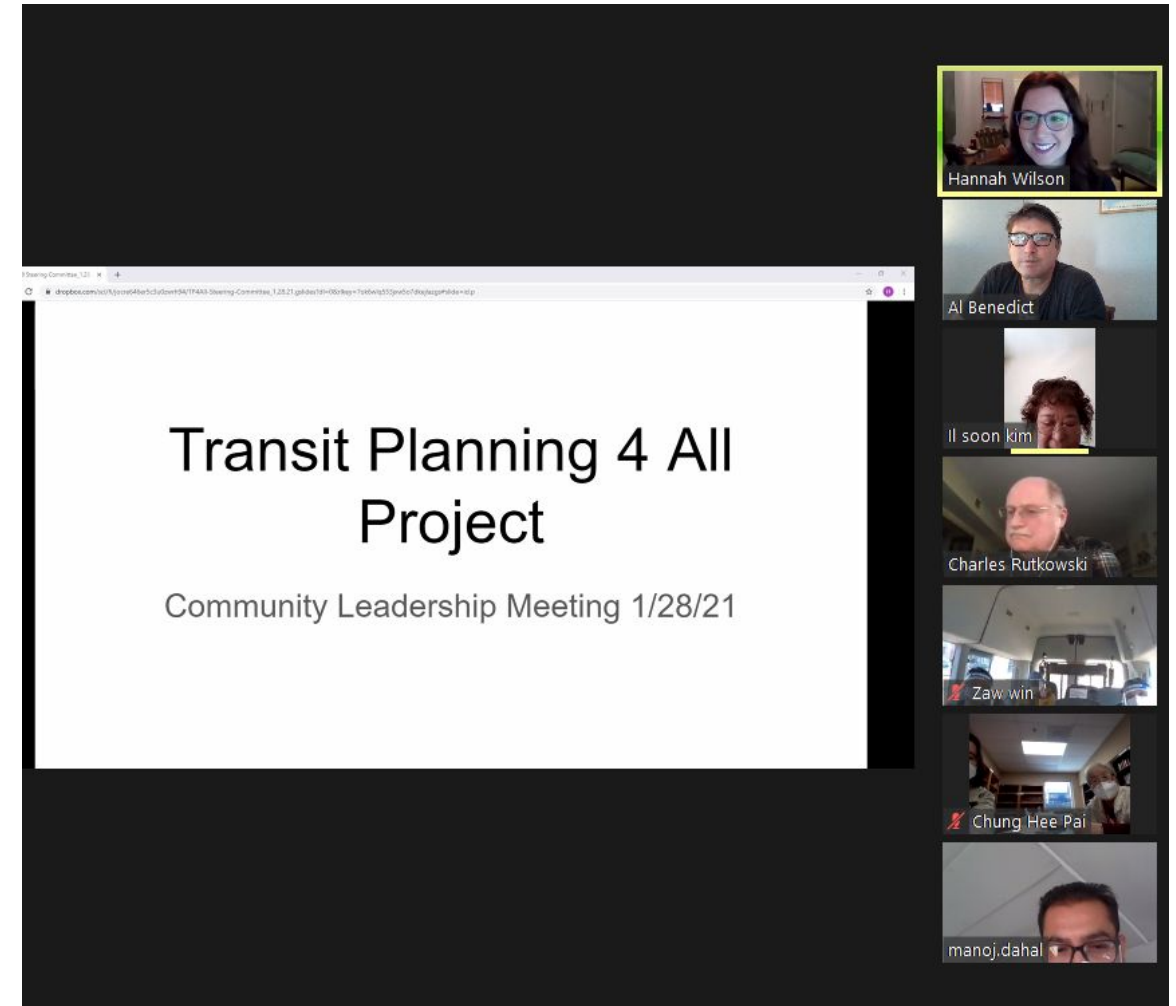 Transit Planning 4 All
Project
Community Leadership Meeting 1/28/21
Hannah Wilson
Al Benedict
Il soon kim
Charles Rutkowski
Zaw win
Chung Hee Pai
manoj.dahal